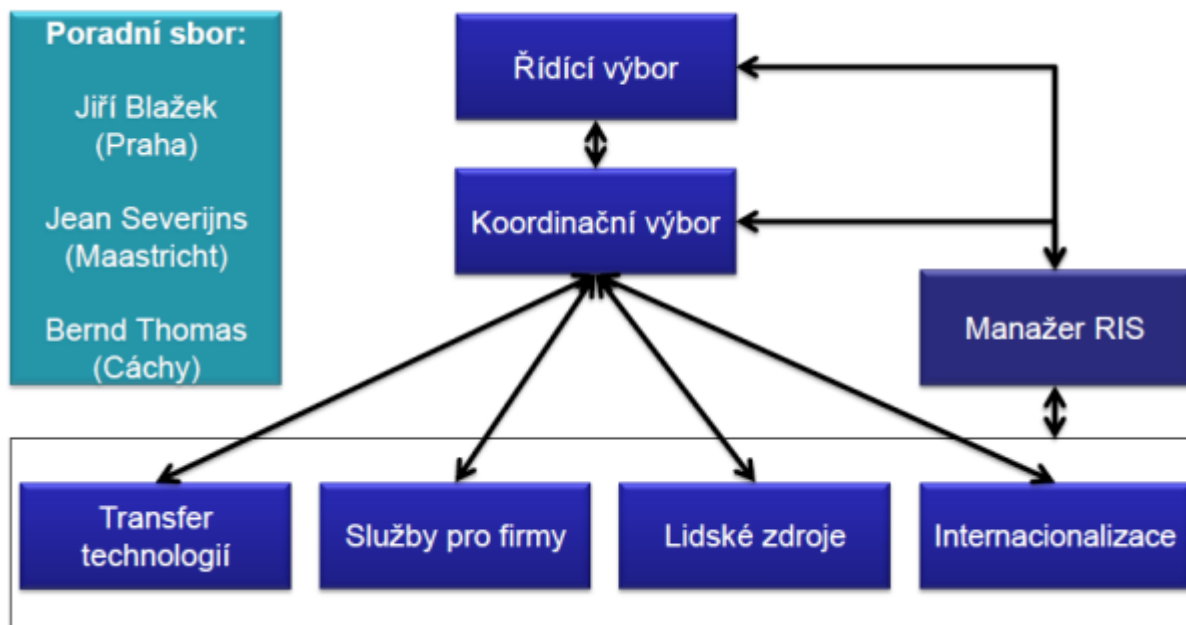 Poradní sbor:
Jiří Blažek
(Praha)
Jean Severijns
(Maastricht)
Bernd Thomas
(Cáchy)
Řídící výbor
Koordinační výbor
Manažer RIS
Transfer
technologií
Služby pro firmy
Lidské zdroje
Internacionalizace